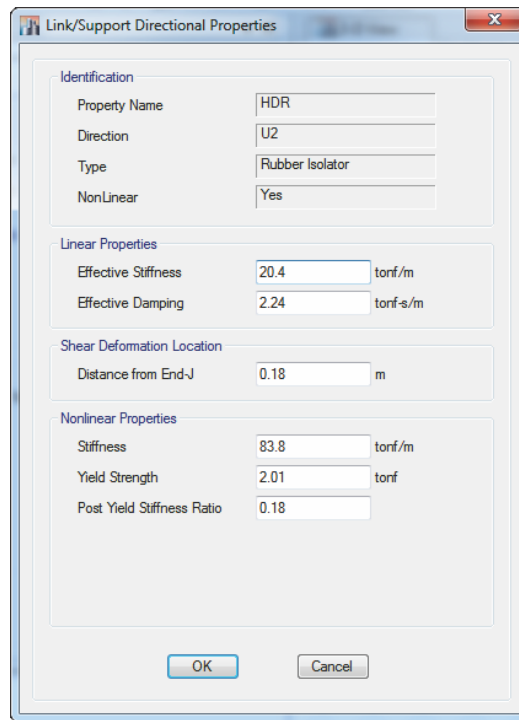 Link/Support Directional Properties
Identification
Property Name HDR
Direction U2
Type Rubber Isolator
NonLinear Yes
Linear Properties
Effective Stiffness 20.4 tonf/m
Effective Damping 2.24 tonf-s/m
Shear Deformation Location
Distance from End-J 0.18 m
Nonlinear Properties
Stiffness 83.8 tonf/m
Yield Strength 2.01 tonf
Post Yield Stiffness Ratio 0.18
OK Cancel